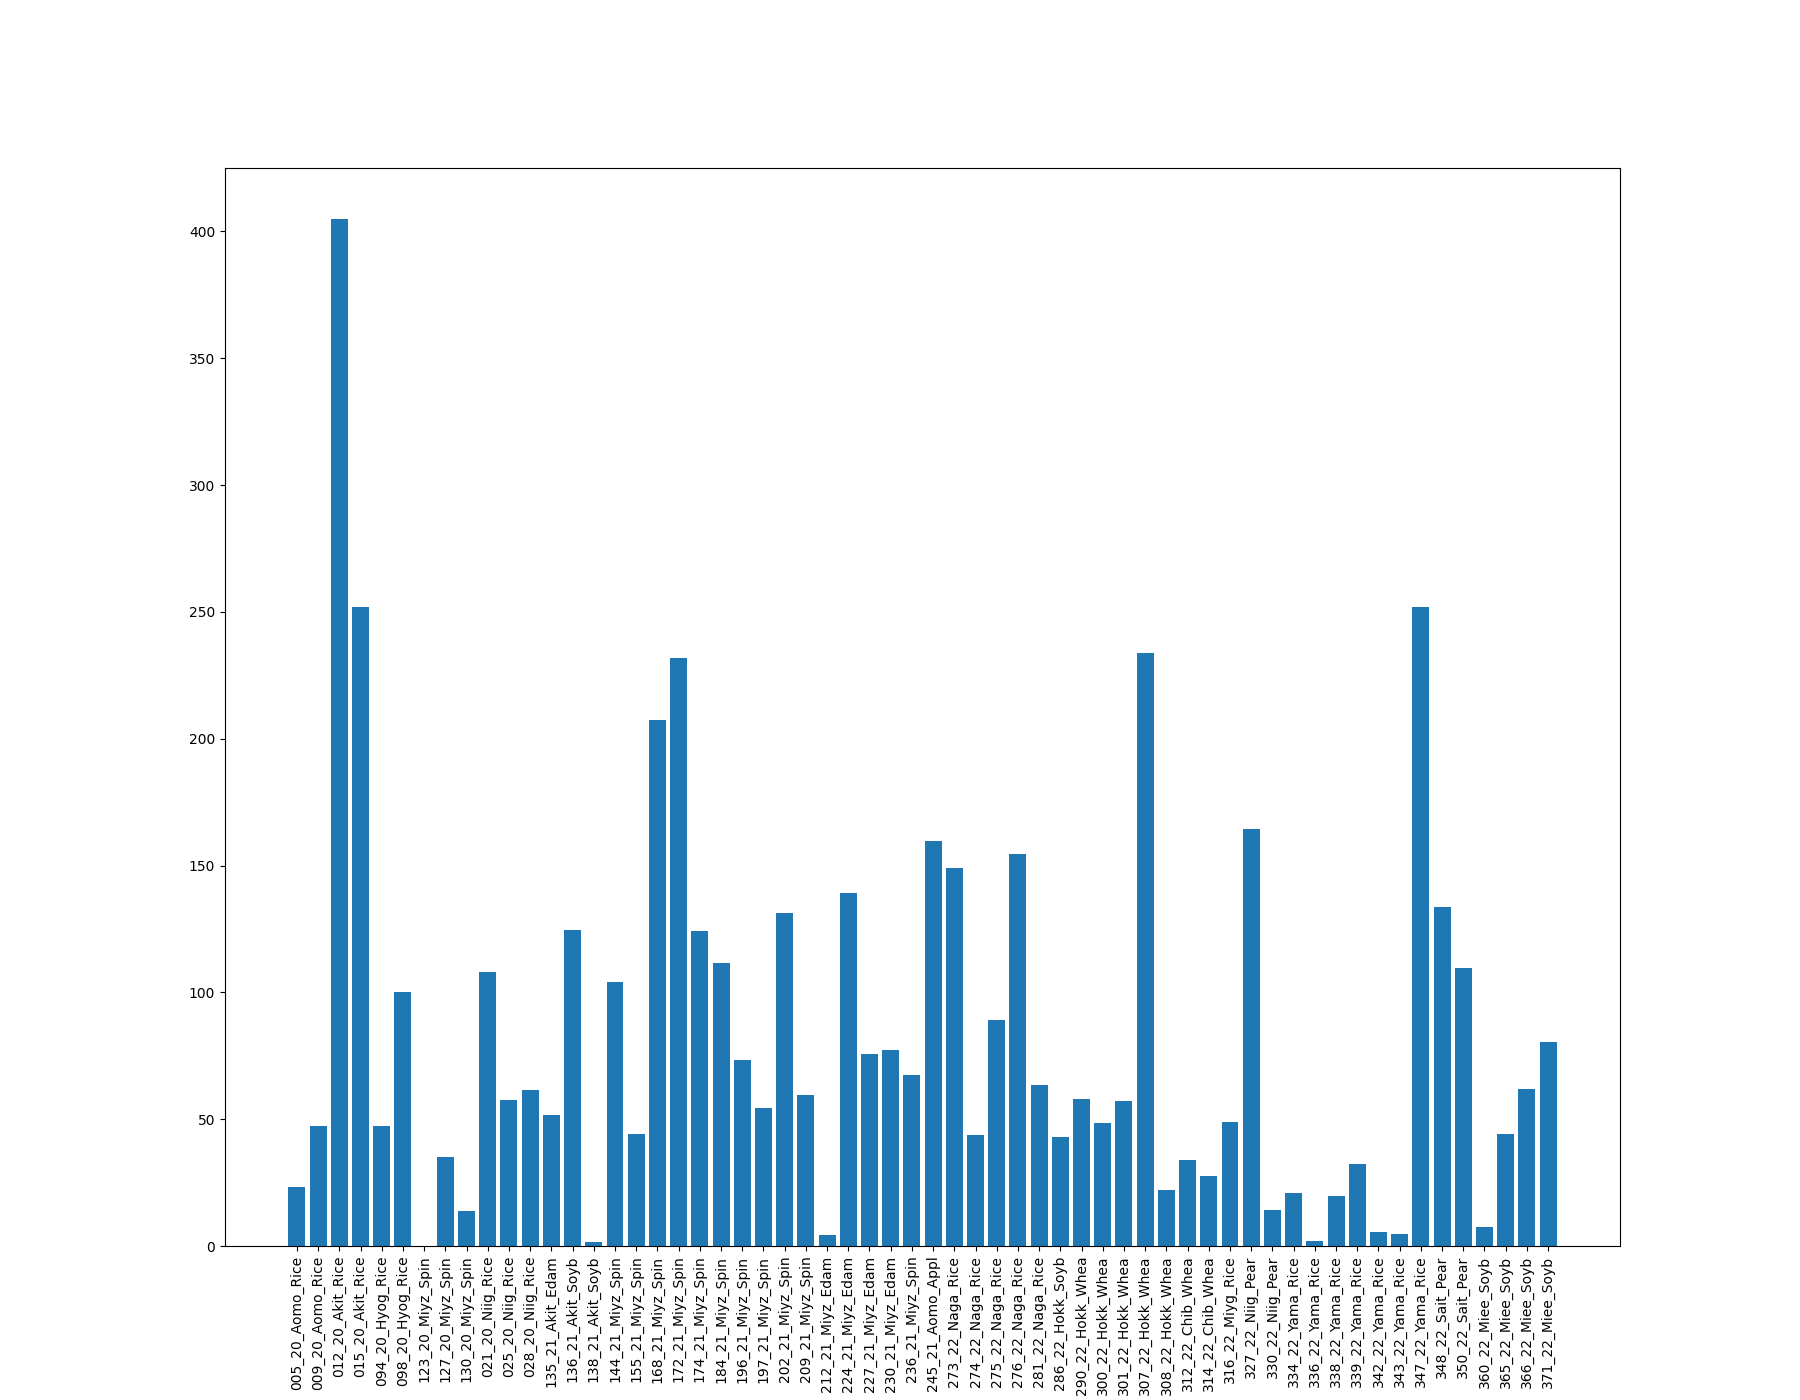 400
350
300
250
200
150
100
50
0
005_20_Aomo_Rice
009_20_Aomo_Rice
012_20_Akit_Rice
015_20_Akit_Rice
094_20_Hyog_Rice
098_20_Hyog_Rice
123_20_Miyz_Spin
127_20_Miyz_Spin
130_20_Miyz_Spin
021_20_Niig_Rice
025_20_Niig_Rice
028_20_Niig_Rice
135_21_Akit_Edam
136_21_Akit_Soyb
138_21_Akit_Soyb
144_21_Miyz_Spin
155_21_Miyz_Spin
168_21_Miyz_Spin
172_21_Miyz_Spin
174_21_Miyz_Spin
184_21_Miyz_Spin
196_21_Miyz_Spin
197_21_Miyz_Spin
202_21_Miyz_Spin
209_21_Miyz_Spin
212_21_Miyz_Edam
224_21_Miyz_Edam
227_21_Miyz_Edam
230_21_Miyz_Edam
236_21_Miyz_Spin
245_21_Aomo_Appl
273_22_Naga_Rice
274_22_Naga_Rice
275_22_Naga_Rice
276_22_Naga_Rice
281_22_Naga_Rice
286_22_Hokk_Soyb
290_22_Hokk_Whea
300_22_Hokk_Whea
301_22_Hokk_Whea
307_22_Hokk_Whea
308_22_Hokk_Whea
312_22_Chib_Whea
314_22_Chib_Whea
316_22_Miyg_Rice
327_22_Niig_Pear
330_22_Niig_Pear
334_22_Yama_Rice
336_22_Yama_Rice
338_22_Yama_Rice
339_22_Yama_Rice
342_22_Yama_Rice
343_22_Yama_Rice
347_22_Yama_Rice
348_22_Sait_Pear
350_22_Sait_Pear
360_22_Miee_Soyb
365_22_Miee_Soyb
366_22_Miee_Soyb
371_22_Miee_Soyb